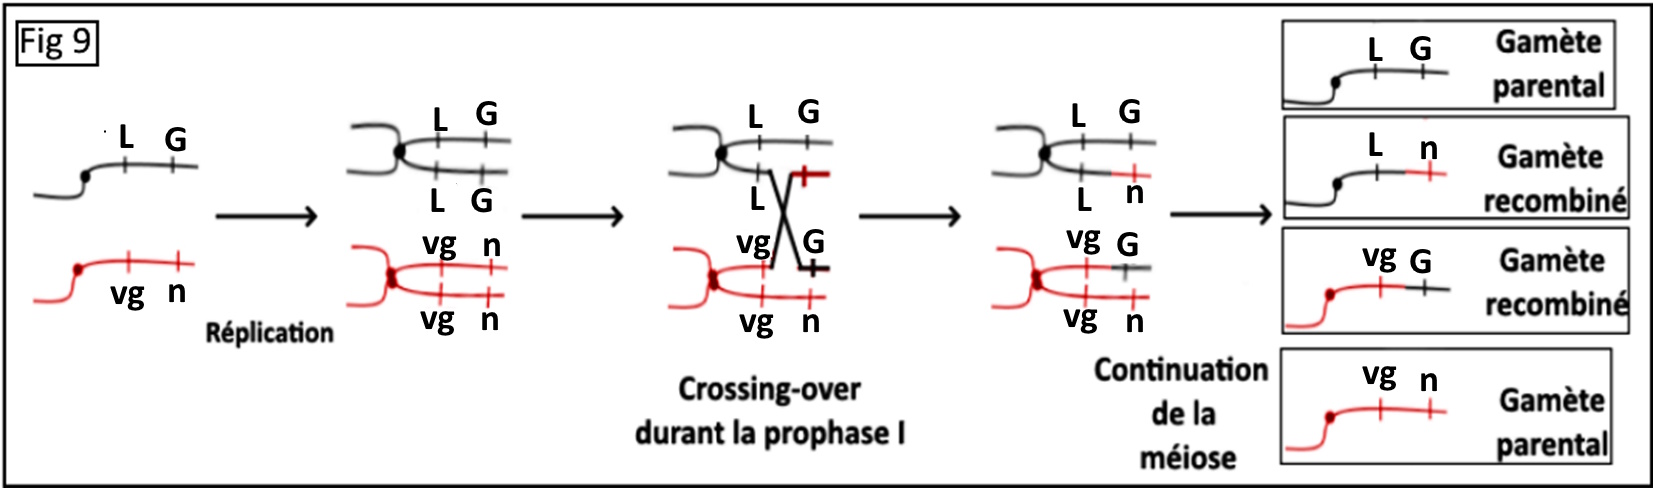 Fig 9
L G
vg n
Réplication
L G
L G
vg n
vg n
L G
L
vg G
vg n
Crossing-over
durant la prophase I
L G
L n
vg G
vg n
Continuation
de la
méiose
L G
Gamète
parental
L n
Gamète
recombiné
vg G
Gamète
recombiné
vg n
Gamète
parental